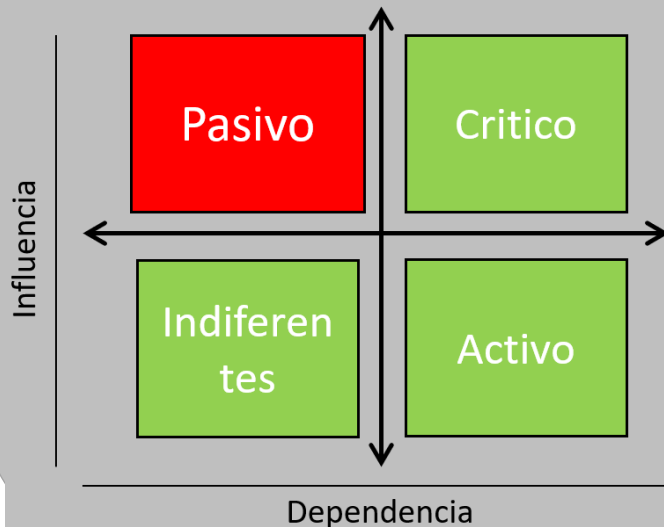 Pasivo
Critico
Influencia
Indiferen
tes
Activo
Dependencia